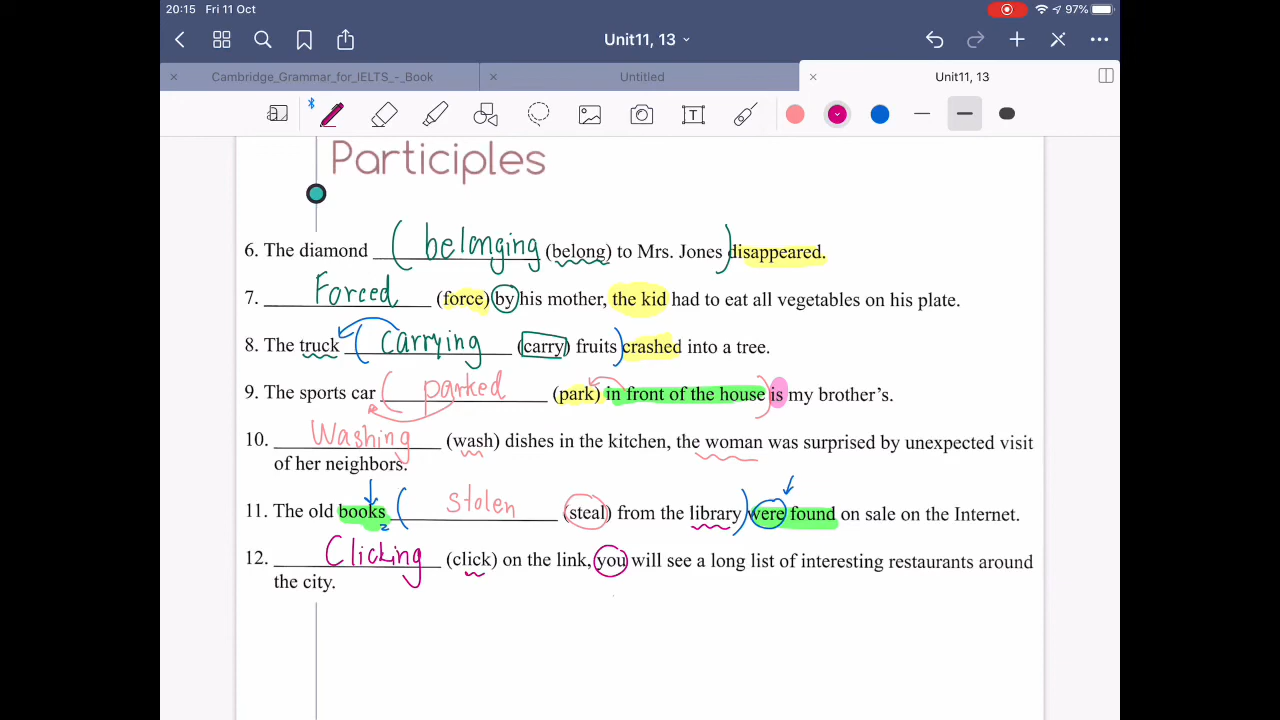 20:15 Fri 11 Oct 97%
Unit11, 13
Cambridge_Grammar_for_IELTS_-_Book Untitled Unit11, 13
T
Participles
6. The diamond ( belonging (belong) to Mrs. Jones ) disappeared.
7. Forced (force) by his mother, the kid had to eat all vegetables on his plate.
8. The truck ( carrying (carry) fruits ) crashed into a tree.
9. The sports car ( parked (park) in front of the house ) is my brother's.
10. Washing (wash) dishes in the kitchen, the woman was surprised by unexpected visit
of her neighbors.
11. The old books ( stolen (steal) from the library ) were found on sale on the Internet.
12. Clicking (click) on the link, you will see a long list of interesting restaurants around
the city.